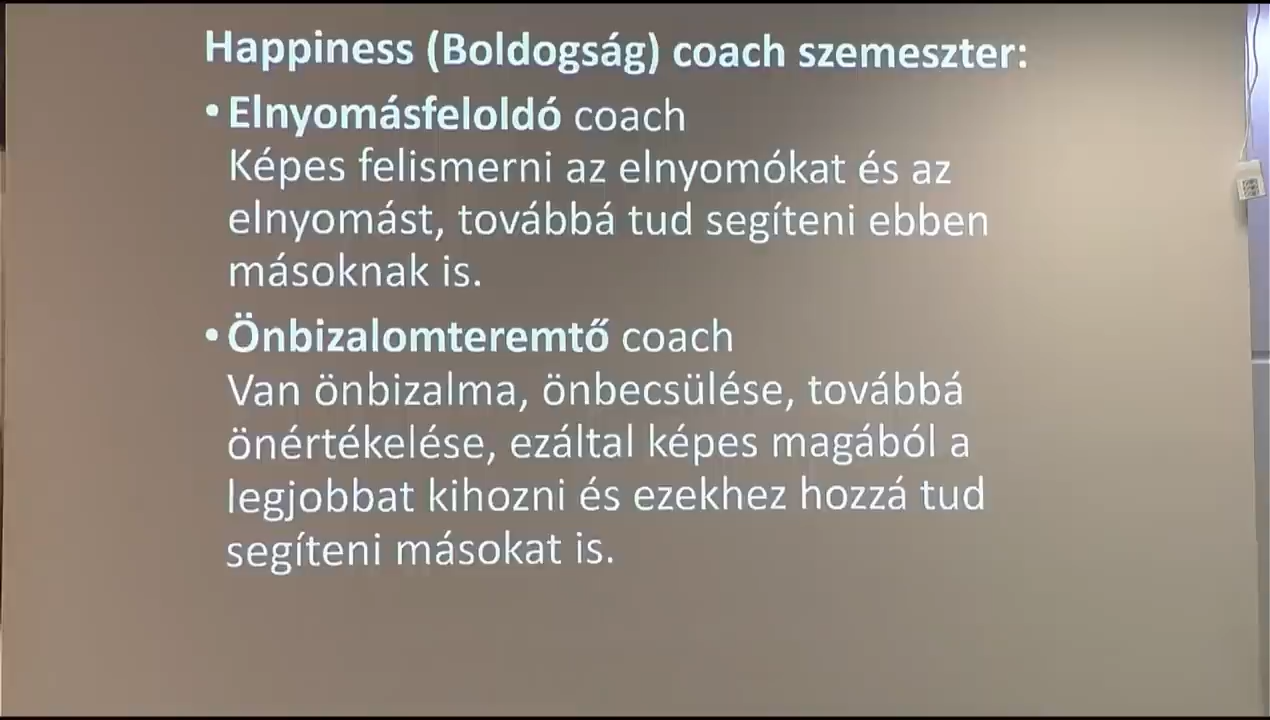 Happiness (Boldogság) coach szemeszter:
• Elnyomásfeloldó coach
Képes felismerni az elnyomókat és az
elnyomást, továbbá tud segíteni ebben
másoknak is.
• Önbizalomteremtő coach
Van önbizalma, önbecsülése, továbbá
önértékelése, ezáltal képes magából a
legjobbat kihozni és ezekhez hozzá tud
segíteni másokat is.